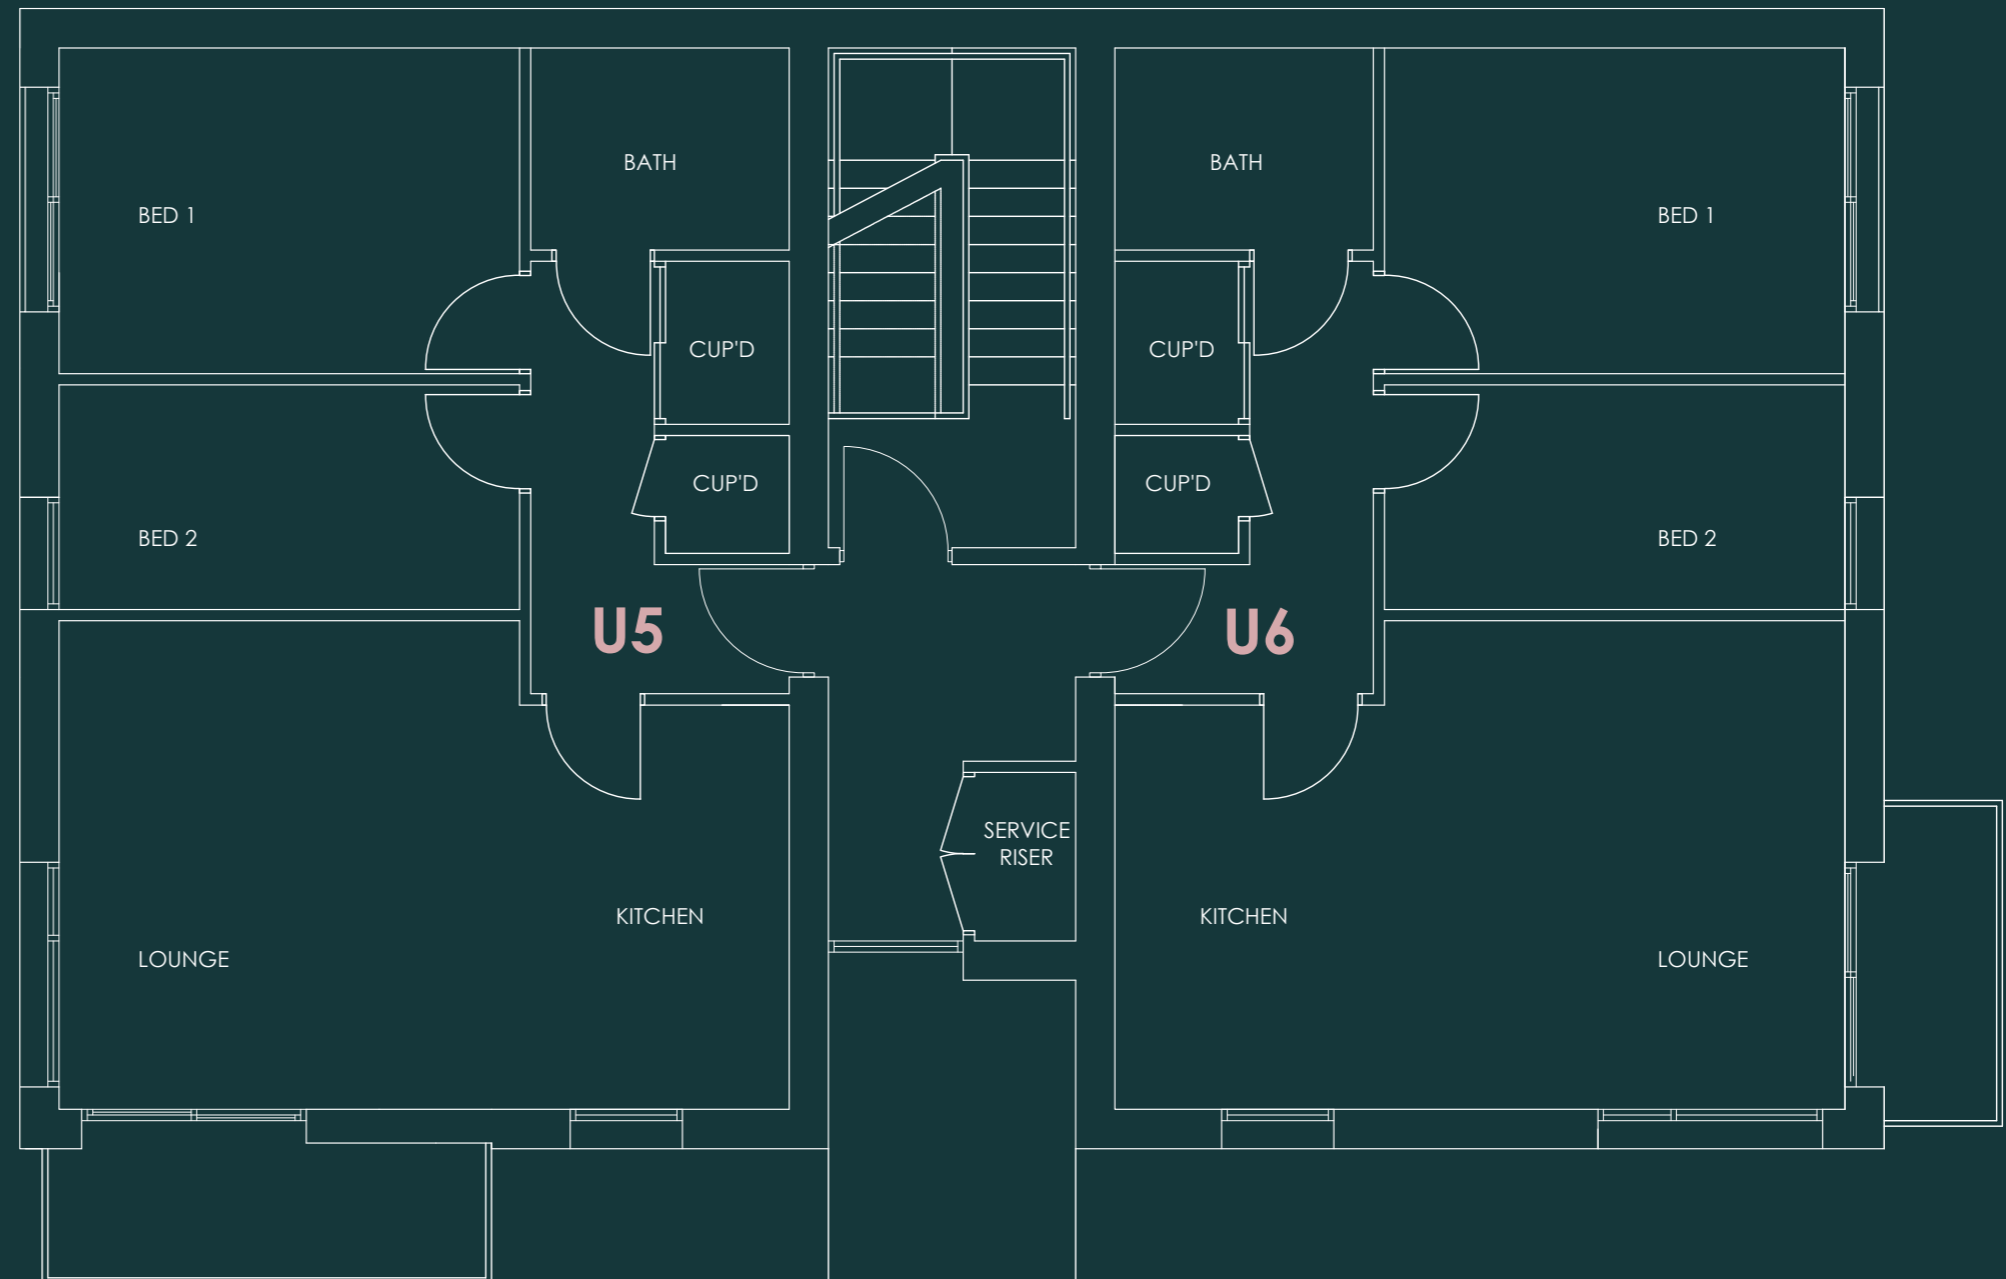 BATH
BATH
BED 1
BED 1
CUP'D
CUP'D
CUP'D
CUP'D
BED 2
BED 2
U5
U6
SERVICE
RISER
KITCHEN
KITCHEN
LOUNGE
LOUNGE